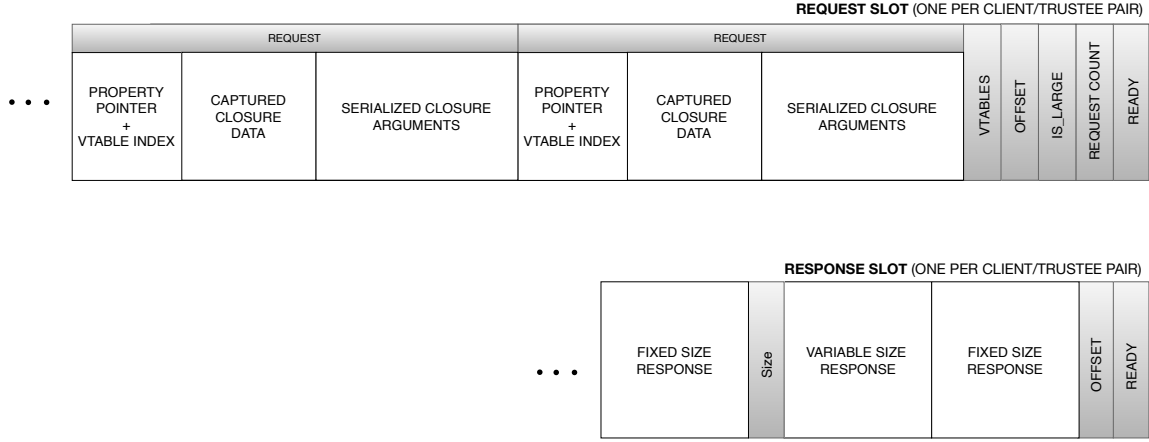 REQUEST SLOT (ONE PER CLIENT/TRUSTEE PAIR)
REQUEST
REQUEST
PROPERTY
POINTER
+
VTABLE INDEX
CAPTURED
CLOSURE
DATA
SERIALIZED CLOSURE
ARGUMENTS
PROPERTY
POINTER
+
VTABLE INDEX
CAPTURED
CLOSURE
DATA
SERIALIZED CLOSURE
ARGUMENTS
VTABLES
OFFSET
IS_LARGE
REQUEST COUNT
READY
RESPONSE SLOT (ONE PER CLIENT/TRUSTEE PAIR)
FIXED SIZE
RESPONSE
Size
VARIABLE SIZE
RESPONSE
FIXED SIZE
RESPONSE
OFFSET
READY